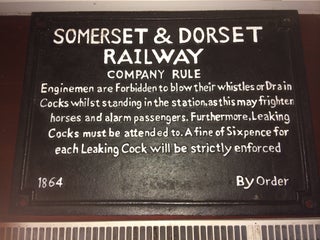 SOMERSET & DORSET
RAILWAY
COMPANY RULE
Enginemen are Forbidden to blow their whistles or Drain
Cocks whilst standing in the station, as this may frighten
horses and alarm passengers. Furthermore, Leaking
Cocks must be attended to. A fine of Sixpence for
each Leaking Cock will be strictly enforced
1864 By Order